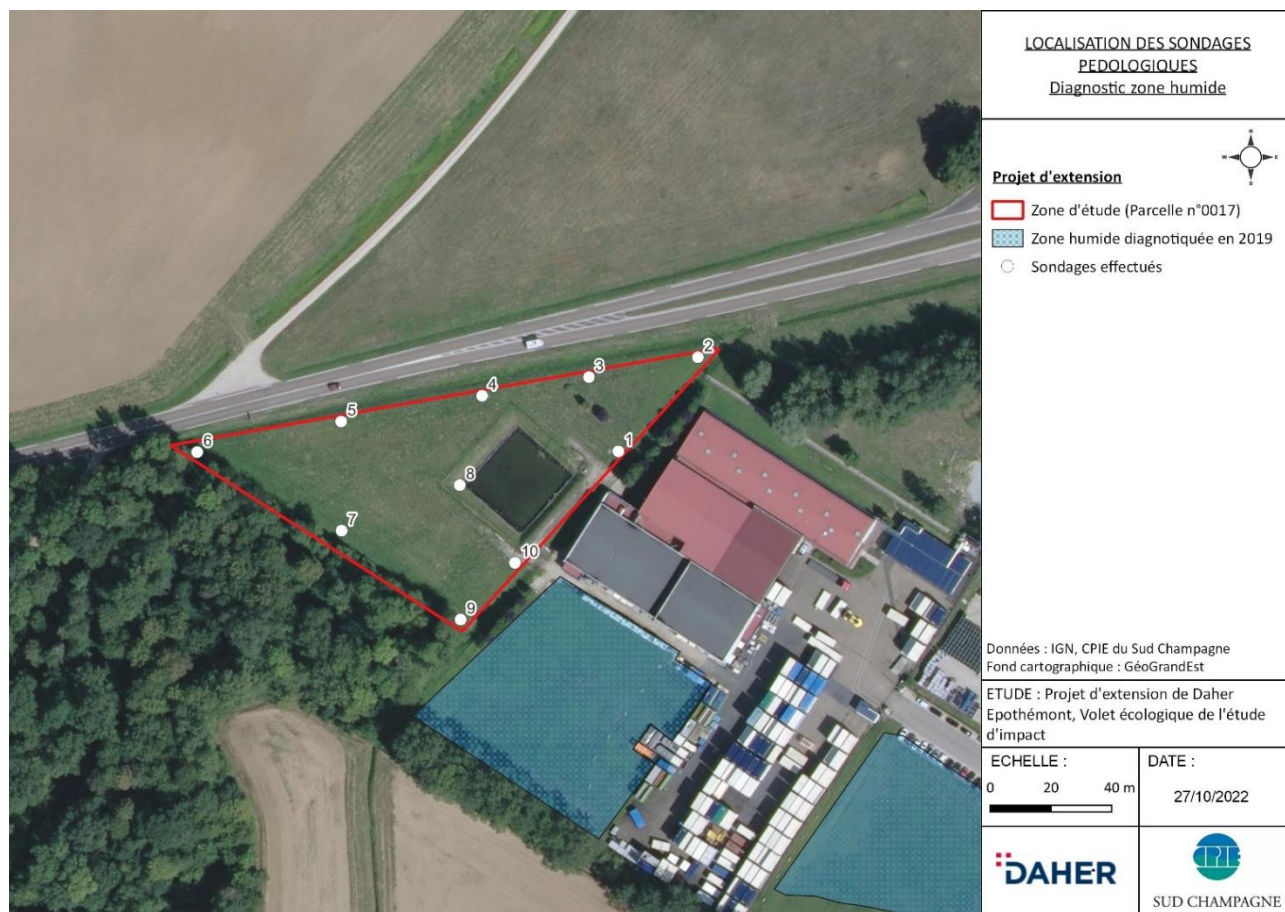 LOCALISATION DES SONDAGES
PEDOLOGIQUES
Diagnostic zone humide
N
W E
S
Projet d'extension
Zone d'étude (Parcelle n°0017)
Zone humide diagnotiquée en 2019
Sondages effectués
2
3
4
5
1
6
8
7
10
9
Données : IGN, CPIE du Sud Champagne
Fond cartographique : GéoGrandEst
ETUDE : Projet d'extension de Daher
Epothémont, Volet écologique de l'étude
d'impact
ECHELLE :
0 20 40 m
DATE :
27/10/2022
DAHER
CPIE
SUD CHAMPAGNE